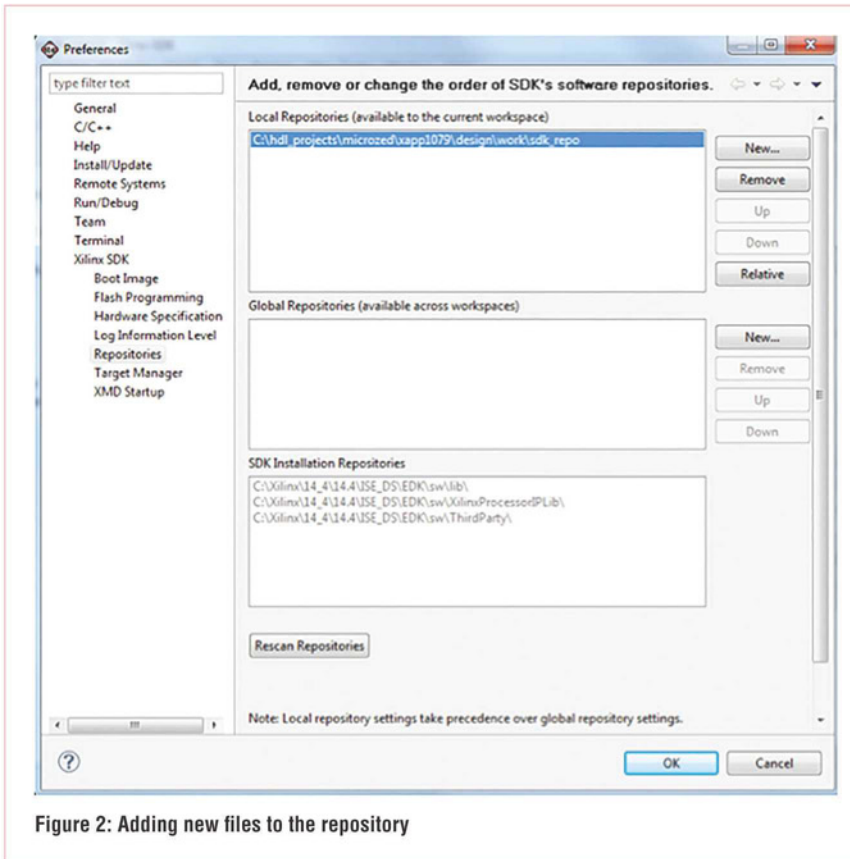 Preferences
type filter text
General
C/C++
Help
Install/Update
Remote Systems
Run/Debug
Team
Terminal
Xilinx SDK
Boot Image
Flash Programming
Hardware Specification
Log Information Level
Repositories
Target Manager
XMD Startup
Add, remove or change the order of SDK's software repositories.
Local Repositories (available to the current workspace)
C:\hdl_projects\microzed\xapp1079\design\work\sdk_repo
New...
Remove
Up
Down
Relative
Global Repositories (available across workspaces)
New...
Remove
Up
Down
SDK Installation Repositories
C:\Xilinx\14_4\14.4\ISE_DS\EDK\sw\lib\
C:\Xilinx\14_4\14.4\ISE_DS\EDK\sw\XilinxProcessorIPLib\
C:\Xilinx\14_4\14.4\ISE_DS\EDK\sw\ThirdParty\
Rescan Repositories
Note: Local repository settings take precedence over global repository settings.
?
OK
Cancel
Figure 2: Adding new files to the repository